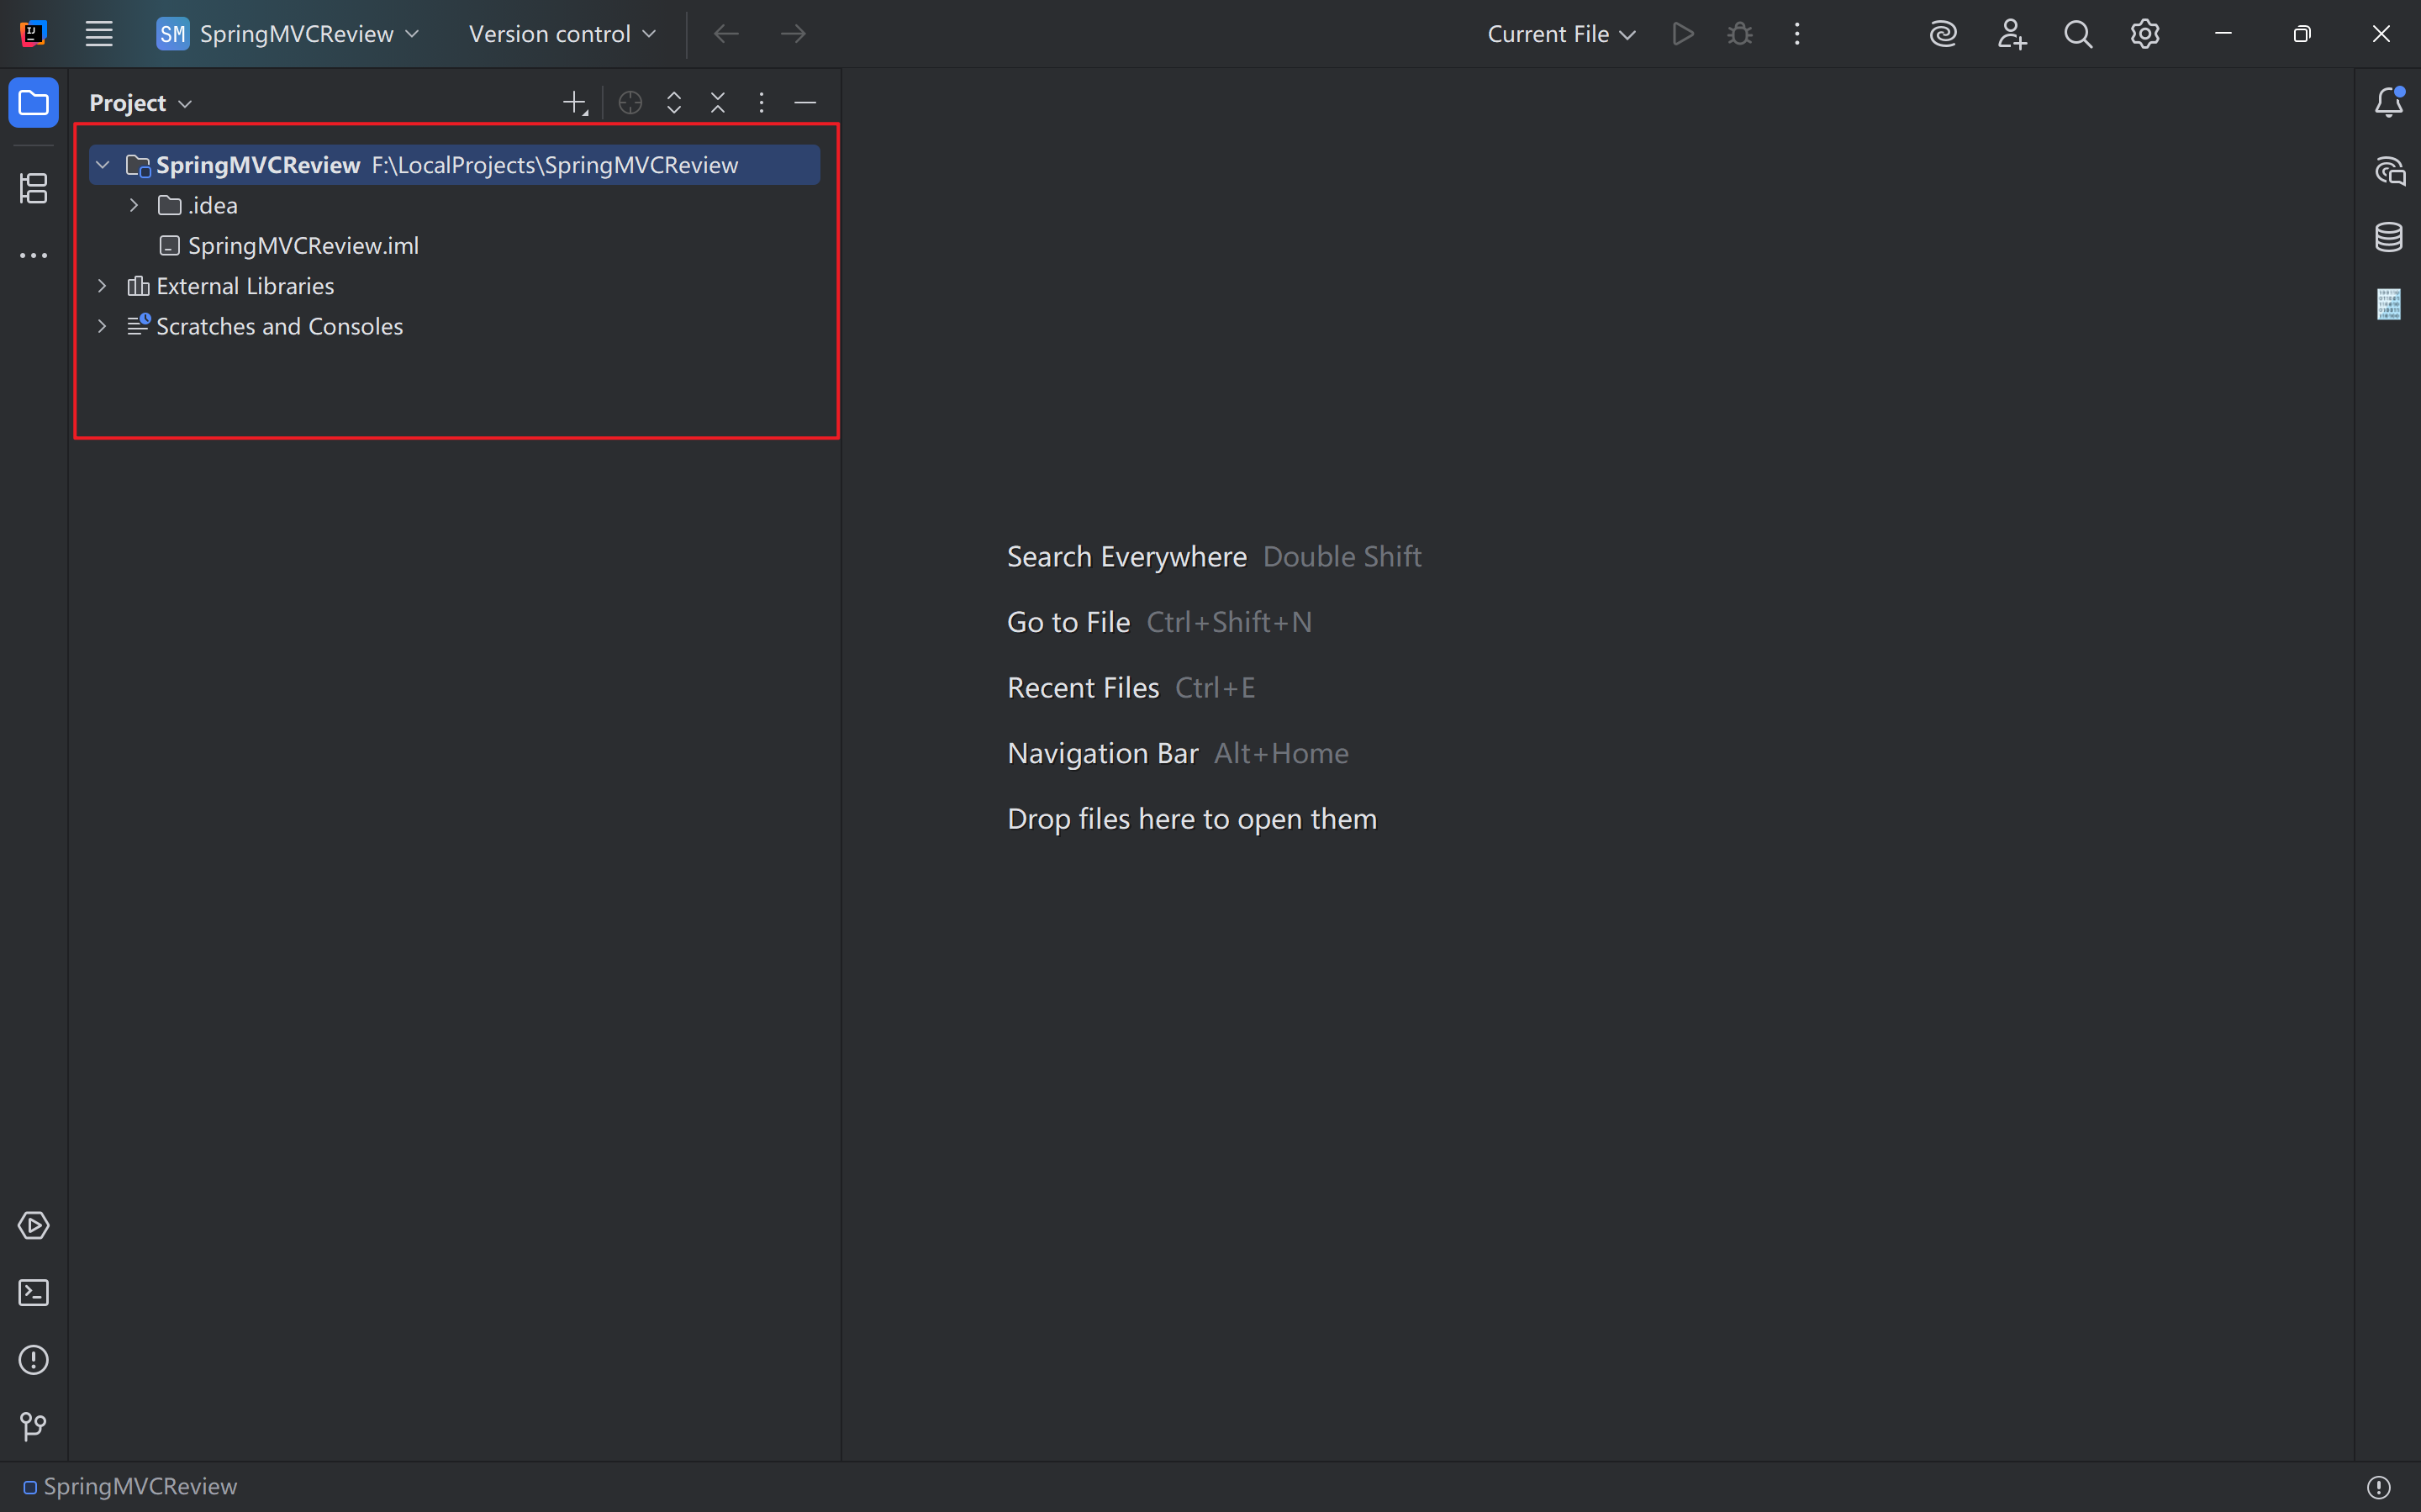 SM SpringMVCReview Version control Current File
Project
SpringMVCReview F:\LocalProjects\SpringMVCReview
.idea
SpringMVCReview.iml
External Libraries
Scratches and Consoles
Search Everywhere Double Shift
Go to File Ctrl+Shift+N
Recent Files Ctrl+E
Navigation Bar Alt+Home
Drop files here to open them
SpringMVCReview